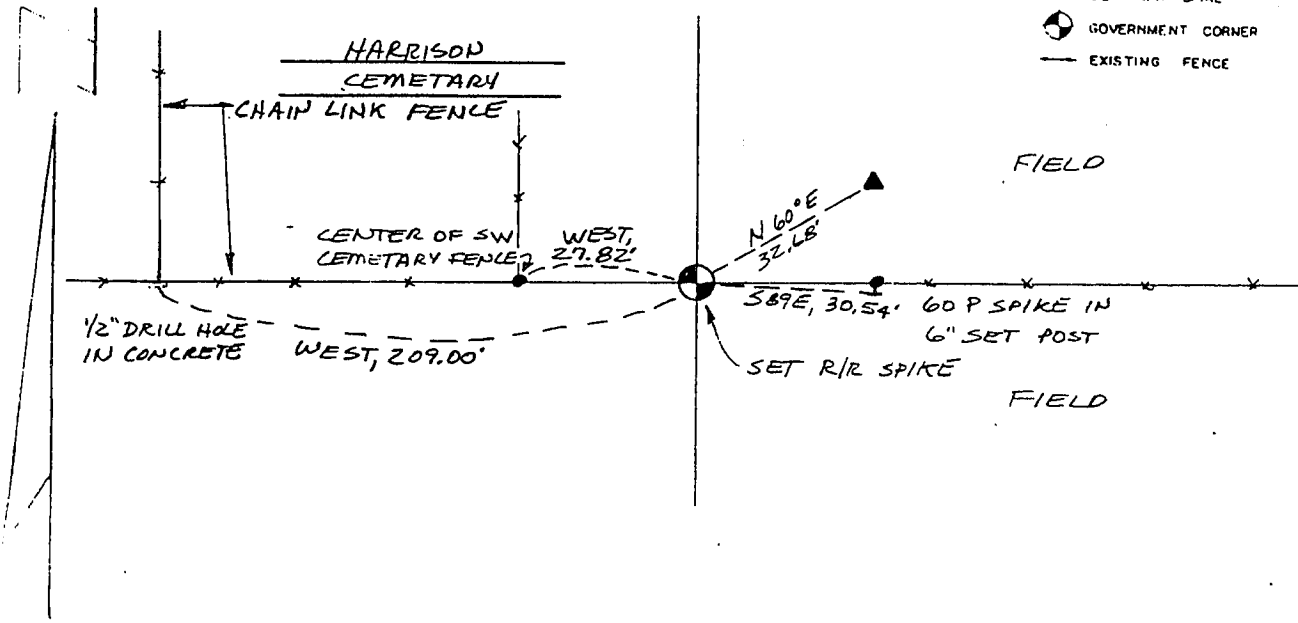 GOVERNMENT CORNER
EXISTING FENCE
HARRISON
CEMETARY
CHAIN LINK FENCE
FIELD
N 60°E
32.68'
CENTER OF SW
CEMETARY FENCE
WEST,
27.82'
S89E, 30.54'
60 P SPIKE IN
6" SET POST
1/2" DRILL HOLE
IN CONCRETE
WEST, 209.00'
SET R/R SPIKE
FIELD